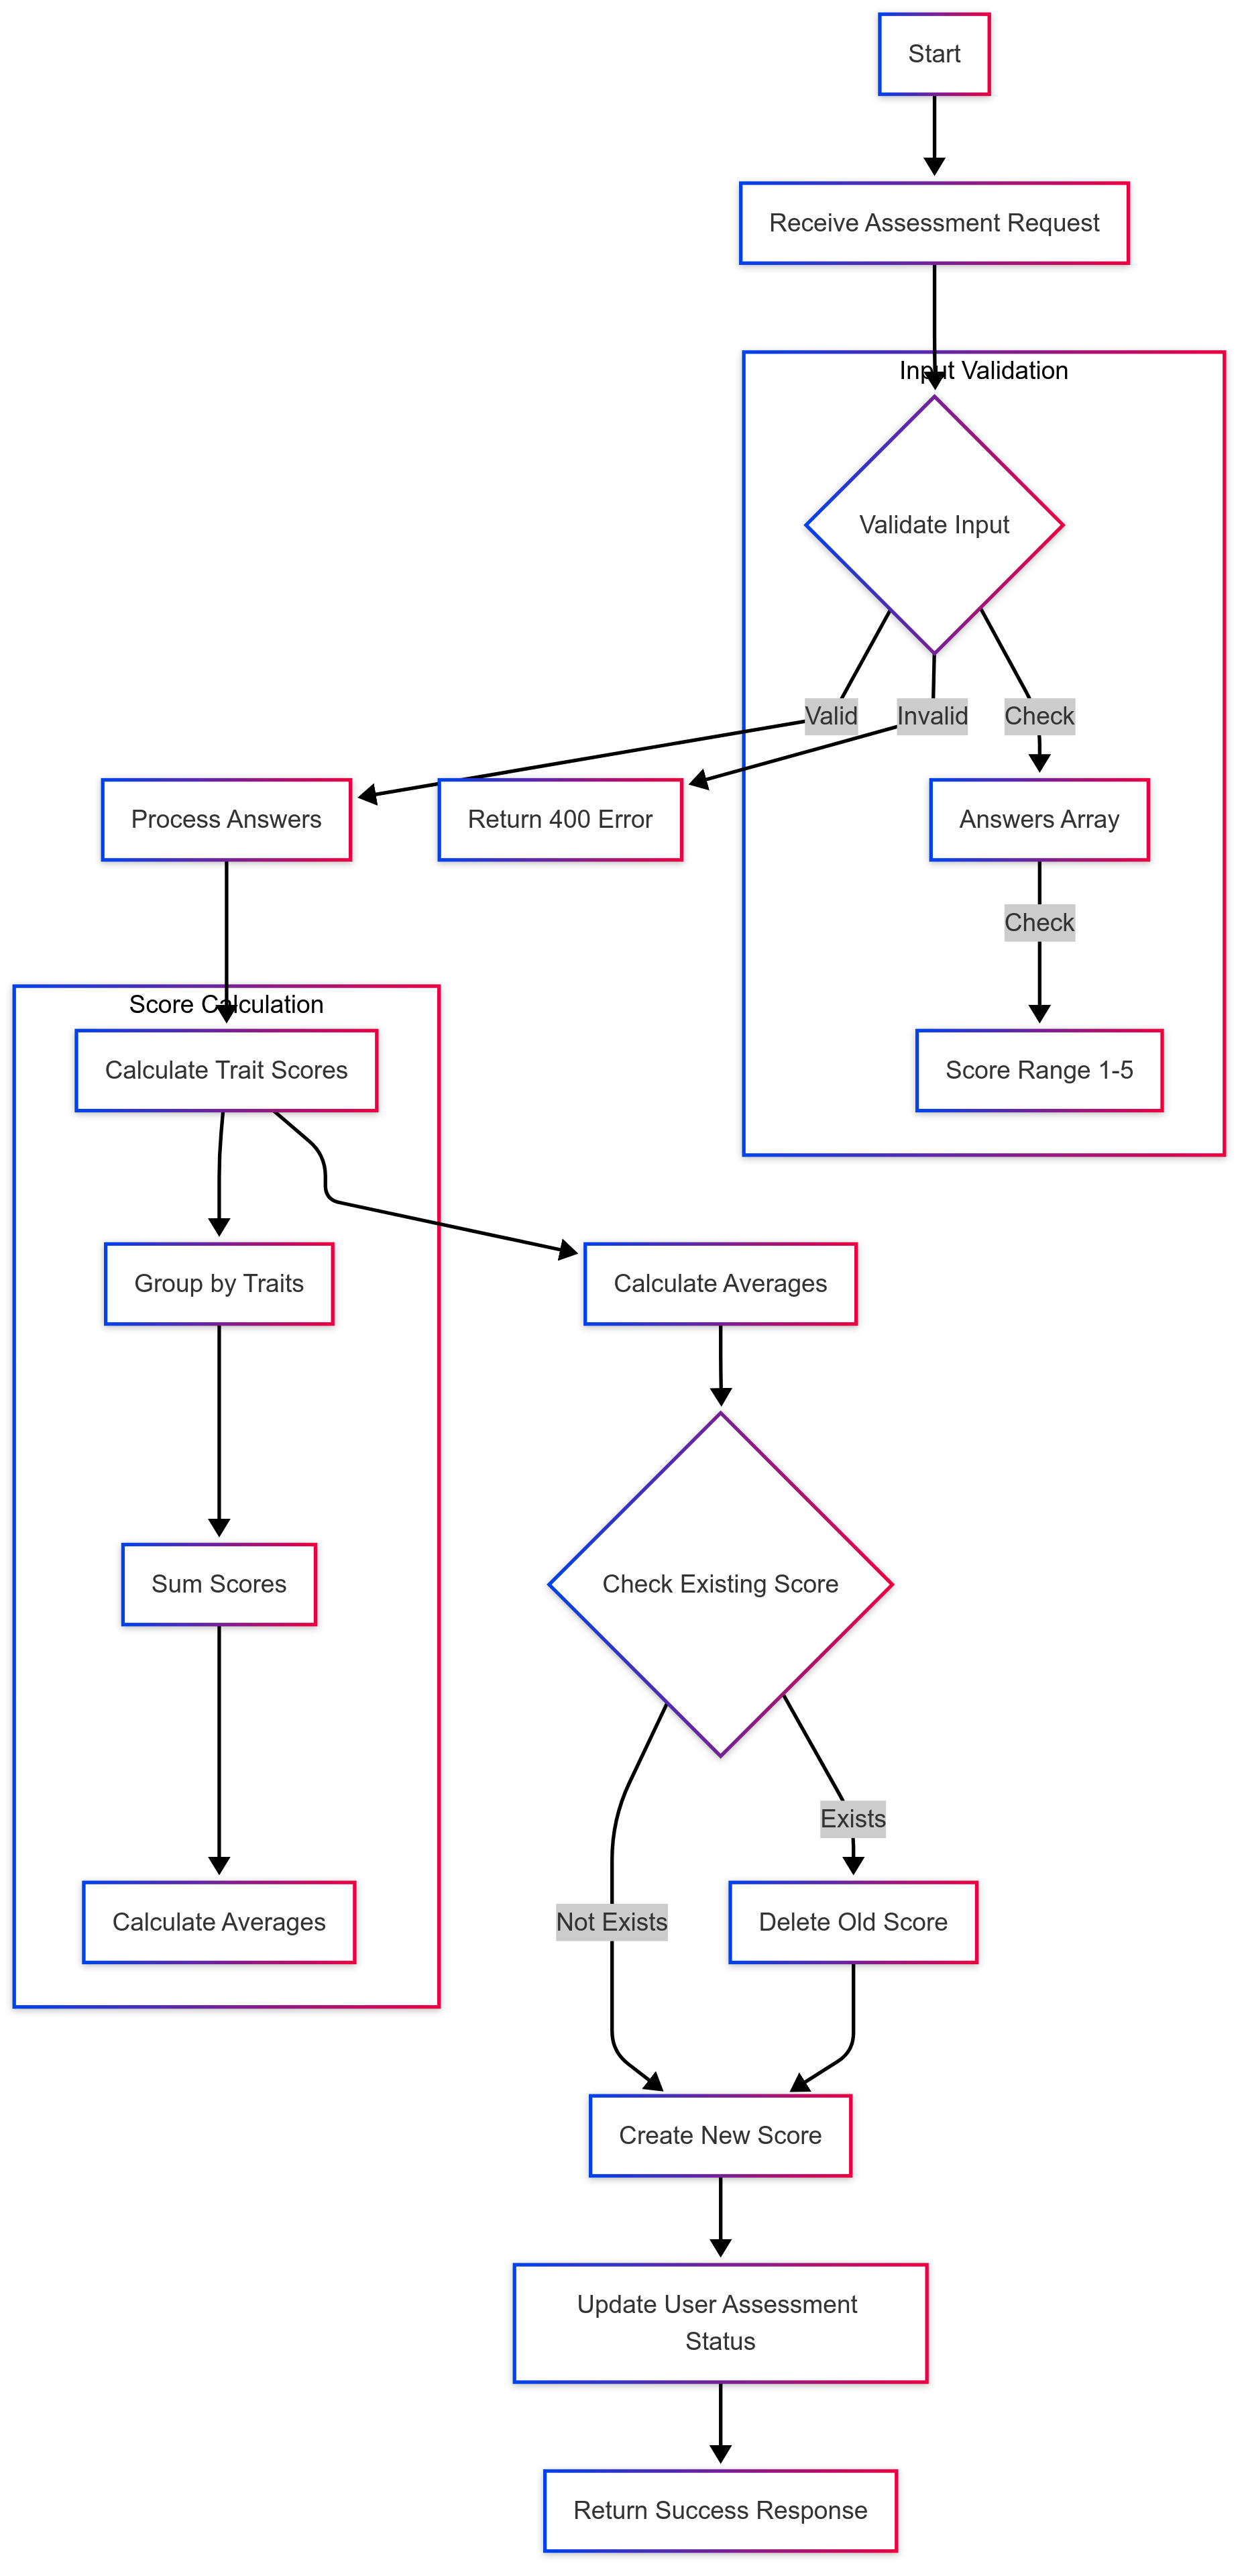 Start
Receive Assessment Request
Input Validation
Validate Input
Valid
Invalid
Check
Process Answers
Return 400 Error
Answers Array
Check
Score Calculation
Calculate Trait Scores
Score Range 1-5
Group by Traits
Calculate Averages
Sum Scores
Check Existing Score
Exists
Calculate Averages
Not Exists
Delete Old Score
Create New Score
Update User Assessment
Status
Return Success Response